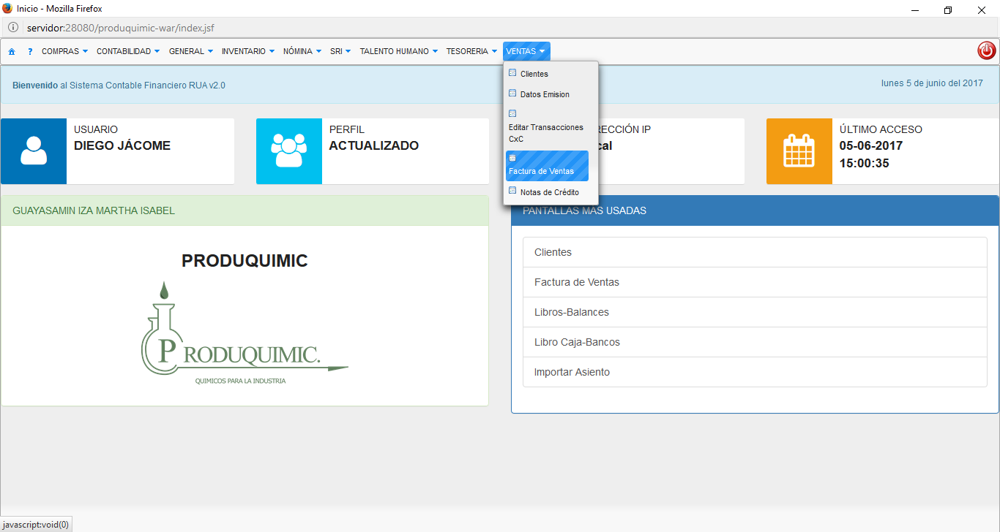 Inicio - Mozilla Firefox
servidor:28080/produquimic-war/index.jsf
? COMPRAS CONTABILIDAD GENERAL INVENTARIO NÓMINA SRI TALENTO HUMANO TESORERIA VENTAS
Bienvenido al Sistema Contable Financiero RUA v2.0
lunes 5 de junio del 2017
Clientes
Datos Emision
Editar Transacciones
CxC
Factura de Ventas
Notas de Crédito
USUARIO
DIEGO JÁCOME
PERFIL
ACTUALIZADO
RECCIÓN IP
cal
ÚLTIMO ACCESO
05-06-2017
15:00:35
GUAYASAMIN IZA MARTHA ISABEL
PRODUQUIMIC
PRODUQUIMIC.
QUIMICOS PARA LA INDUSTRIA
PANTALLAS MAS USADAS
Clientes
Factura de Ventas
Libros-Balances
Libro Caja-Bancos
Importar Asiento
javascript:void(0)